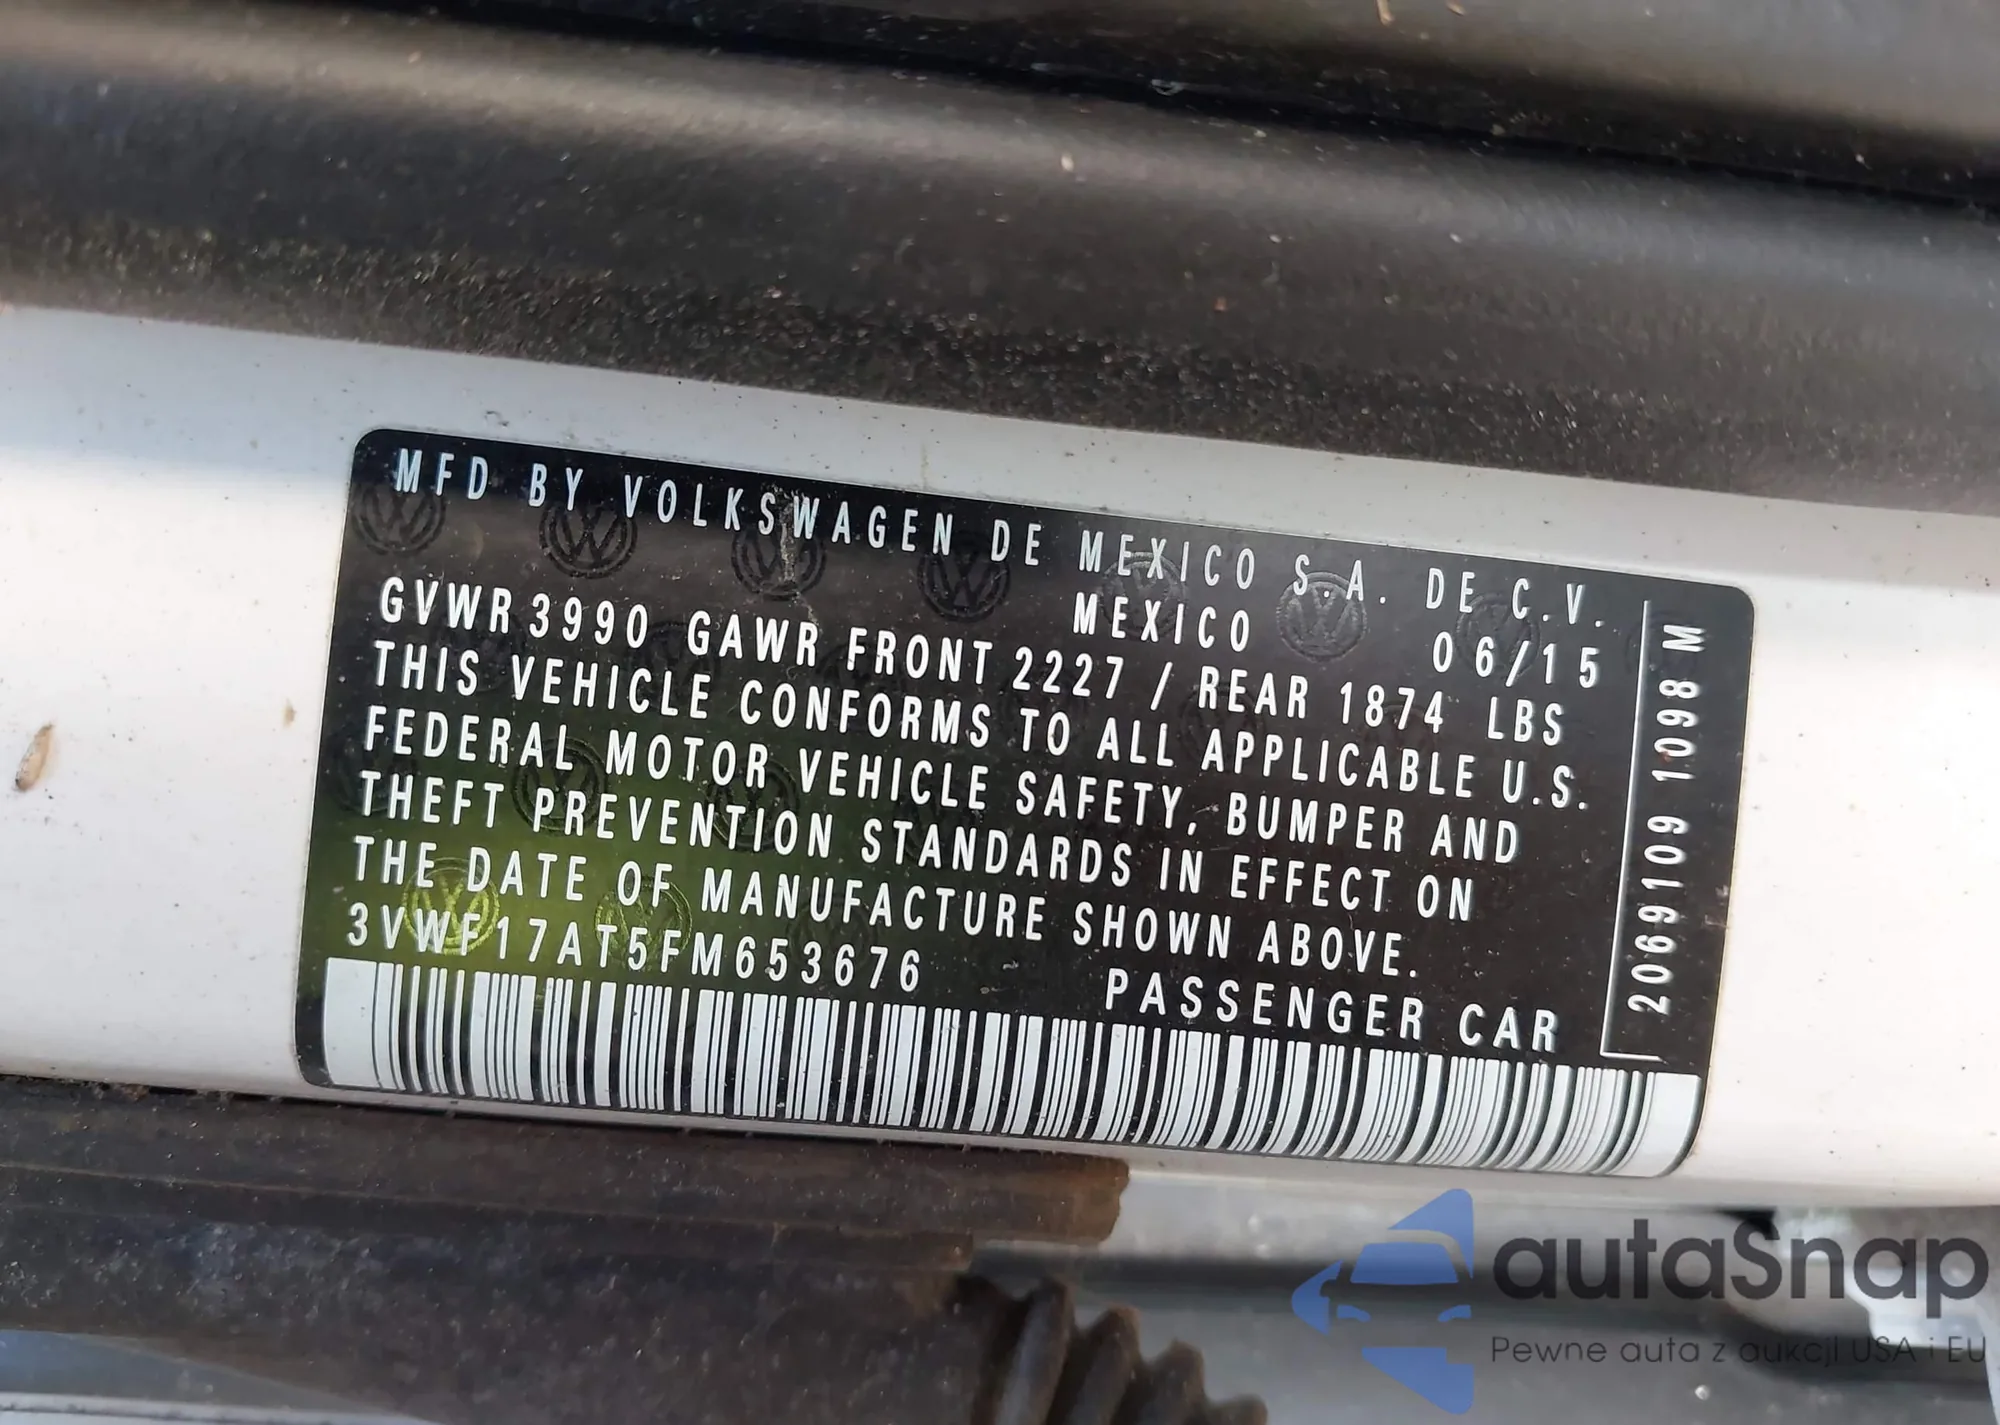 MFD BY VOLKSWAGEN DE MEXICO S.A. DE C.V.
MEXICO 06/15
GVWR 3990 GAWR FRONT 2227 / REAR 1874 LBS
THIS VEHICLE CONFORMS TO ALL APPLICABLE U.S.
FEDERAL MOTOR VEHICLE SAFETY, BUMPER AND
THEFT PREVENTION STANDARDS IN EFFECT ON
THE DATE OF MANUFACTURE SHOWN ABOVE.
3VWF17AT5FM653676 PASSENGER CAR
2069109 1098 M
autaSnap
Pewne auta z aukcji USA i EU